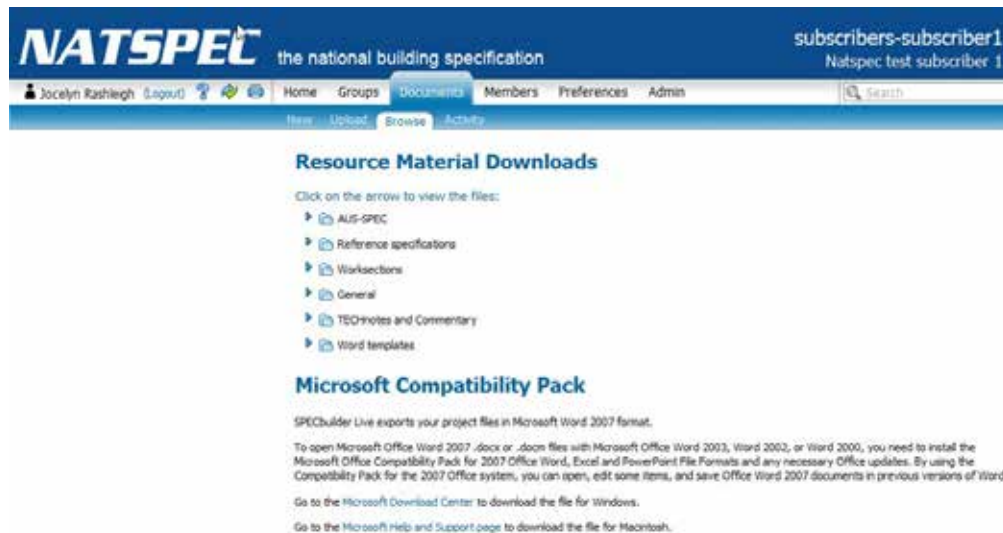 NATSPEC the national building specification
subscribers-subscriber1
Natspec test subscriber 1
Jocelyn Rashleigh (Logout)
Home Groups Documents Members Preferences Admin
Search
New Upload Browse Activity
Resource Material Downloads
Click on the arrow to view the files:
AUS-SPEC
Reference specifications
Worksections
General
TECHnotes and Commentary
Word templates
Microsoft Compatibility Pack
SPECbuilder Live exports your project files in Microsoft Word 2007 format.
To open Microsoft Office Word 2007 .docx or .docm files with Microsoft Office Word 2003, Word 2002, or Word 2000, you need to install the
Microsoft Office Compatibility Pack for 2007 Office Word, Excel and PowerPoint File Formats and any necessary Office updates. By using the
Compatibility Pack for the 2007 Office system, you can open, edit some items, and save Office Word 2007 documents in previous versions of Word
Go to the Microsoft Download Center to download the file for Windows.
Go to the Microsoft Help and Support page to download the file for Macintosh.